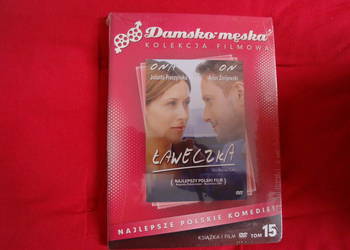 Damsko-męska
KOLEKCJA FILMOWA
ONA ON
Jolanta Fraszyńska Artur Żmijewski
ŁAWECZKA
NAJLEPSZY POLSKI FILM
NAJLEPSZE POLSKIE KOMEDIE!
KSIĄŻKA I FILM DVD TOM 15